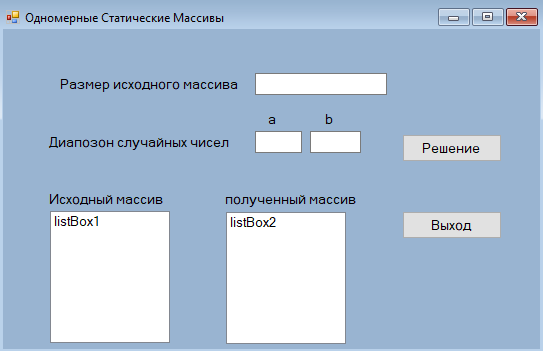 Одномерные Статические Массивы
Размер исходного массива
a b
Диапозон случайных чисел
Решение
Исходный массив полученный массив
listBox1 listBox2
Выход